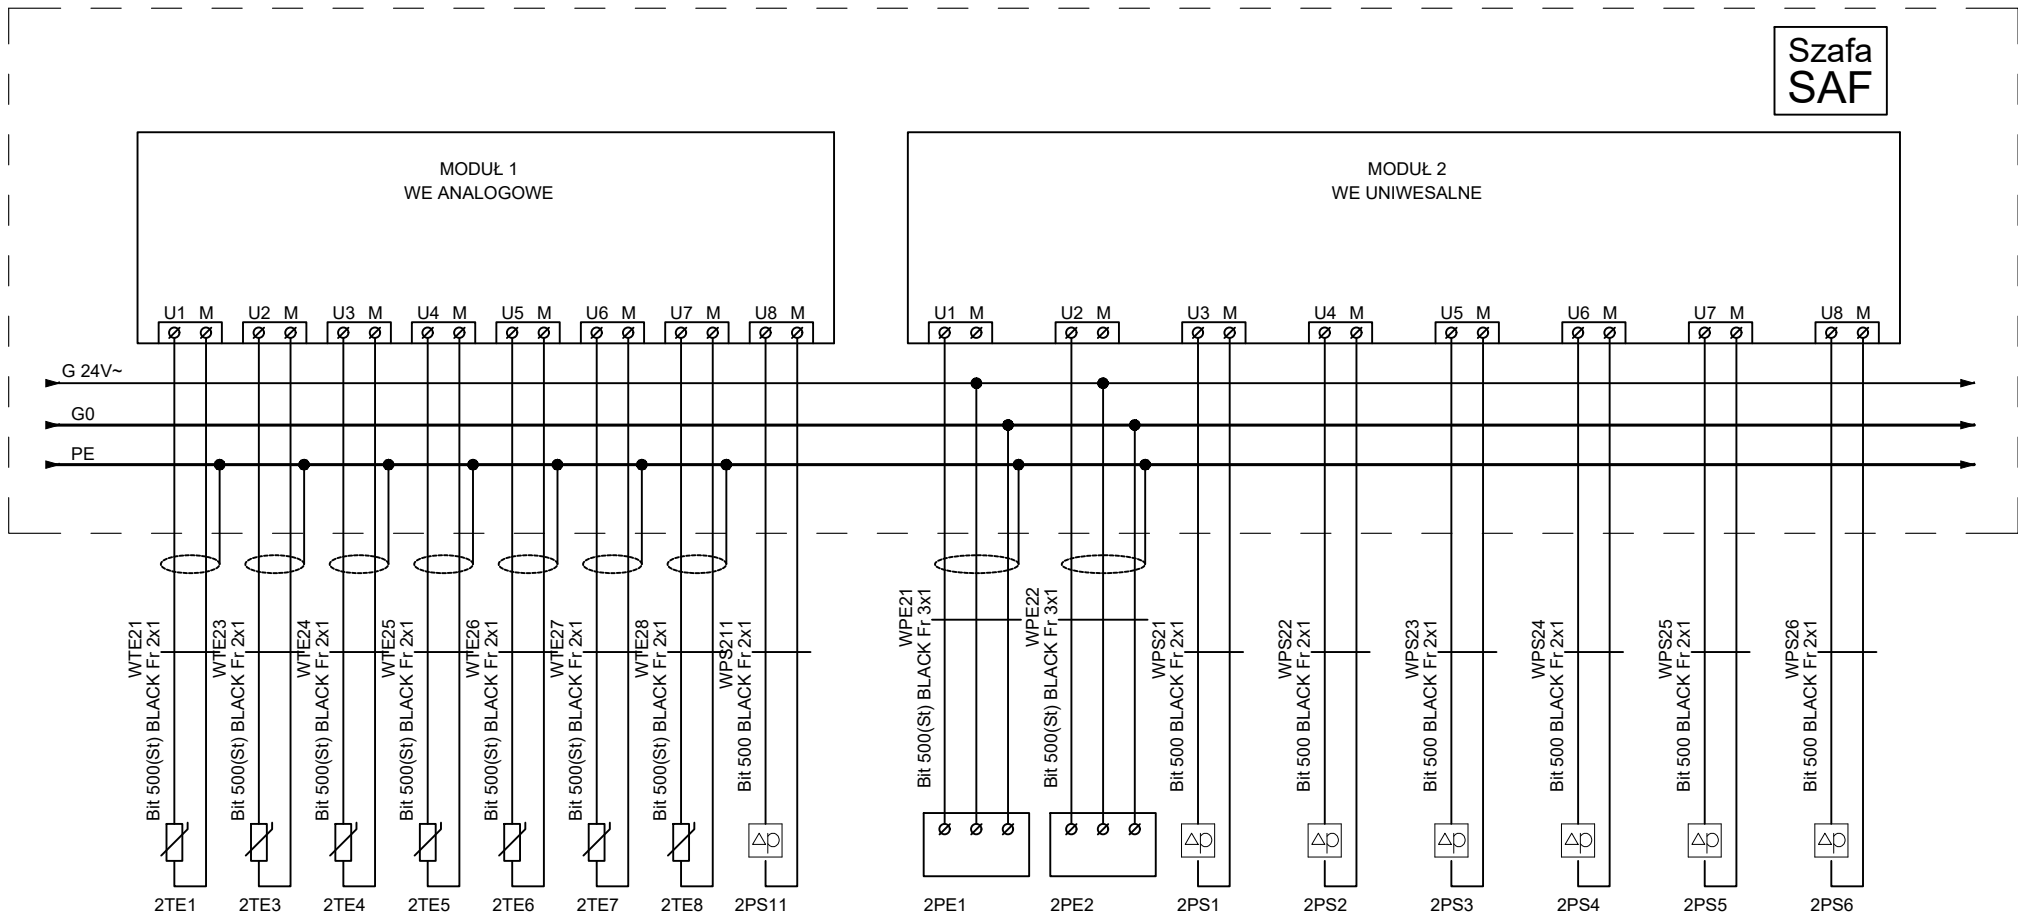 Szafa
SAF
MODUŁ 1
WE ANALOGOWE
MODUŁ 2
WE UNIWESALNE
U1 M U2 M U3 M U4 M U5 M U6 M U7 M U8 M
U1 M U2 M U3 M U4 M U5 M U6 M U7 M U8 M
G 24V~
G0
PE
WTE21
Bit 500(St) BLACK Fr 2x1
WTE23
Bit 500(St) BLACK Fr 2x1
WTE24
Bit 500(St) BLACK Fr 2x1
WTE25
Bit 500(St) BLACK Fr 2x1
WTE26
Bit 500(St) BLACK Fr 2x1
WTE27
Bit 500(St) BLACK Fr 2x1
WTE28
Bit 500(St) BLACK Fr 2x1
WPS211
Bit 500 BLACK Fr 2x1
WPE21
Bit 500(St) BLACK Fr 3x1
WPE22
Bit 500(St) BLACK Fr 3x1
WPS21
Bit 500 BLACK Fr 2x1
WPS22
Bit 500 BLACK Fr 2x1
WPS23
Bit 500 BLACK Fr 2x1
WPS24
Bit 500 BLACK Fr 2x1
WPS25
Bit 500 BLACK Fr 2x1
WPS26
Bit 500 BLACK Fr 2x1
Δp Δp Δp Δp Δp Δp Δp
2TE1 2TE3 2TE4 2TE5 2TE6 2TE7 2TE8 2PS11 2PE1 2PE2 2PS1 2PS2 2PS3 2PS4 2PS5 2PS6